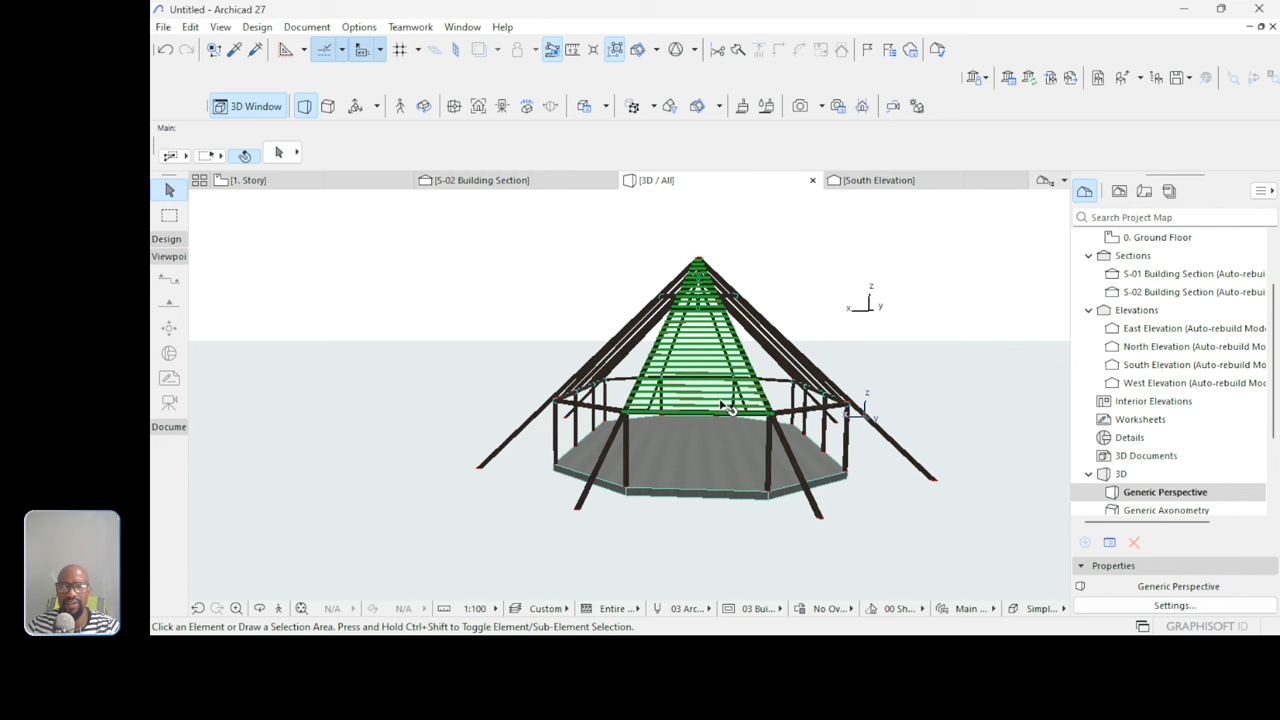 Untitled - Archicad 27
File Edit View Design Document Options Teamwork Window Help
3D Window
Main:
[1. Story]
[S-02 Building Section]
[3D / All]
[South Elevation]
Search Project Map
Design
Viewpoi
Docume
0. Ground Floor
Sections
S-01 Building Section (Auto-rebui
S-02 Building Section (Auto-rebui
Elevations
East Elevation (Auto-rebuild Mode
North Elevation (Auto-rebuild Mod
South Elevation (Auto-rebuild Mod
West Elevation (Auto-rebuild Mod
Interior Elevations
Worksheets
Details
3D Documents
3D
Generic Perspective
Generic Axonometry
Properties
Generic Perspective
Settings...
z
x
y
z
y
N/A
N/A
1:100
Custom
Entire ...
03 Arc...
03 Bui...
No Ov...
00 Sh...
Main ...
Simpl...
Click an Element or Draw a Selection Area. Press and Hold Ctrl+Shift to Toggle Element/Sub-Element Selection.
GRAPHISOFT ID